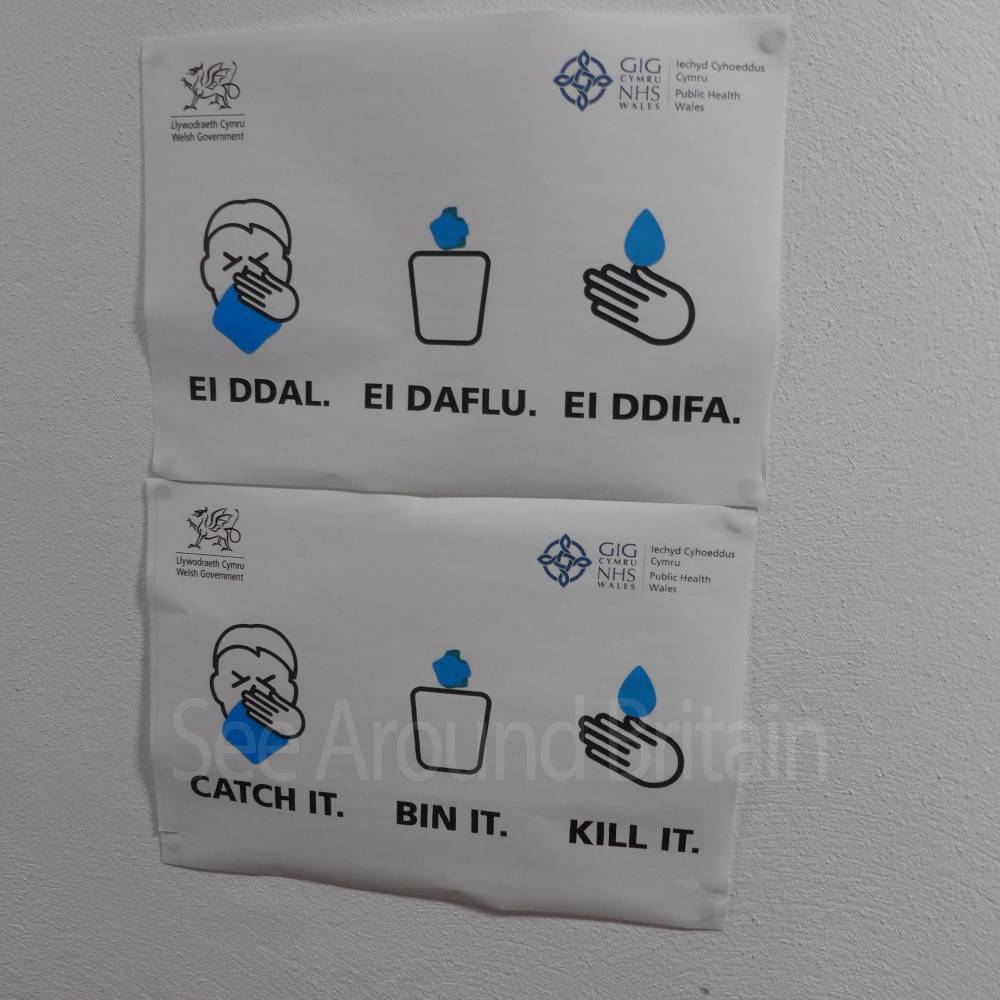 Llywodraeth Cymru
Welsh Government
GIG
CYMRU
NHS
WALES
Iechyd Cyhoeddus
Cymru
Public Health
Wales
EI DDAL. EI DAFLU. EI DDIFA.
Llywodraeth Cymru
Welsh Government
GIG
CYMRU
NHS
WALES
Iechyd Cyhoeddus
Cymru
Public Health
Wales
See Around Britain
CATCH IT. BIN IT. KILL IT.